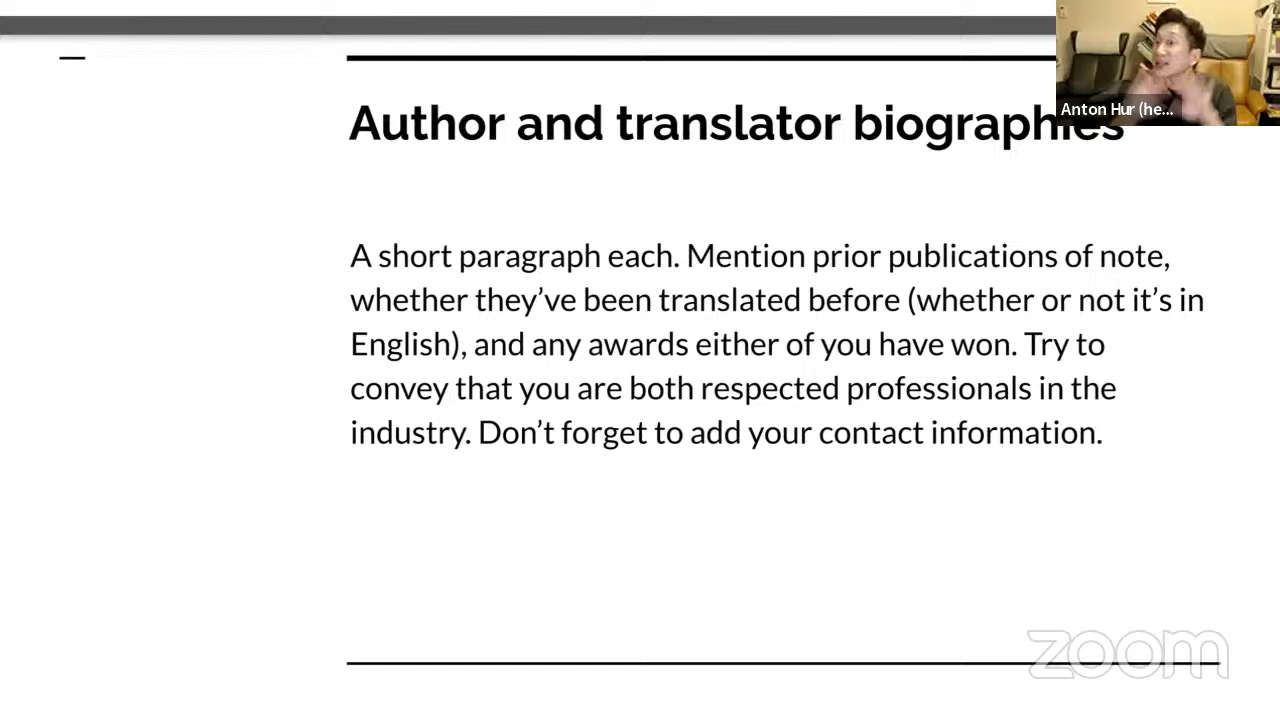 Author and translator biographies
Anton Hur (he...
A short paragraph each. Mention prior publications of note,
whether they’ve been translated before (whether or not it’s in
English), and any awards either of you have won. Try to
convey that you are both respected professionals in the
industry. Don’t forget to add your contact information.
zoom